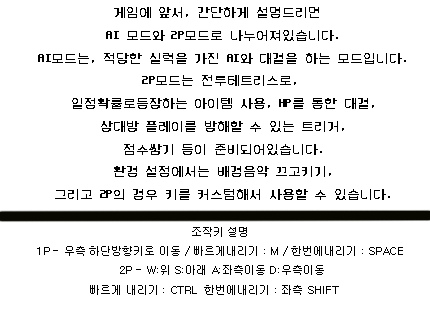 게임에 앞서, 간단하게 설명드리면
AI 모드와 2P모드로 나누어져있습니다.
AI모드는, 적당한 실력을 가진 AI와 대결을 하는 모드입니다.
2P모드는 전투테트리스로,
일정확률로등장하는 아이템 사용, HP를 통한 대결,
상대방 플레이를 방해할 수 있는 트리거,
점수쌓기 등이 준비되어있습니다.
환경 설정에서는 배경음악 끄고키기,
그리고 2P의 경우 키를 커스텀해서 사용할 수 있습니다.
조작키 설명
1P - 우측 하단방향키로 이동 / 빠르게내리기 : M / 한번에내리기 : SPACE
2P - W:위 S:아래 A:좌측이동 D:우측이동
빠르게 내리기 : CTRL 한번에내리기 : 좌측 SHIFT